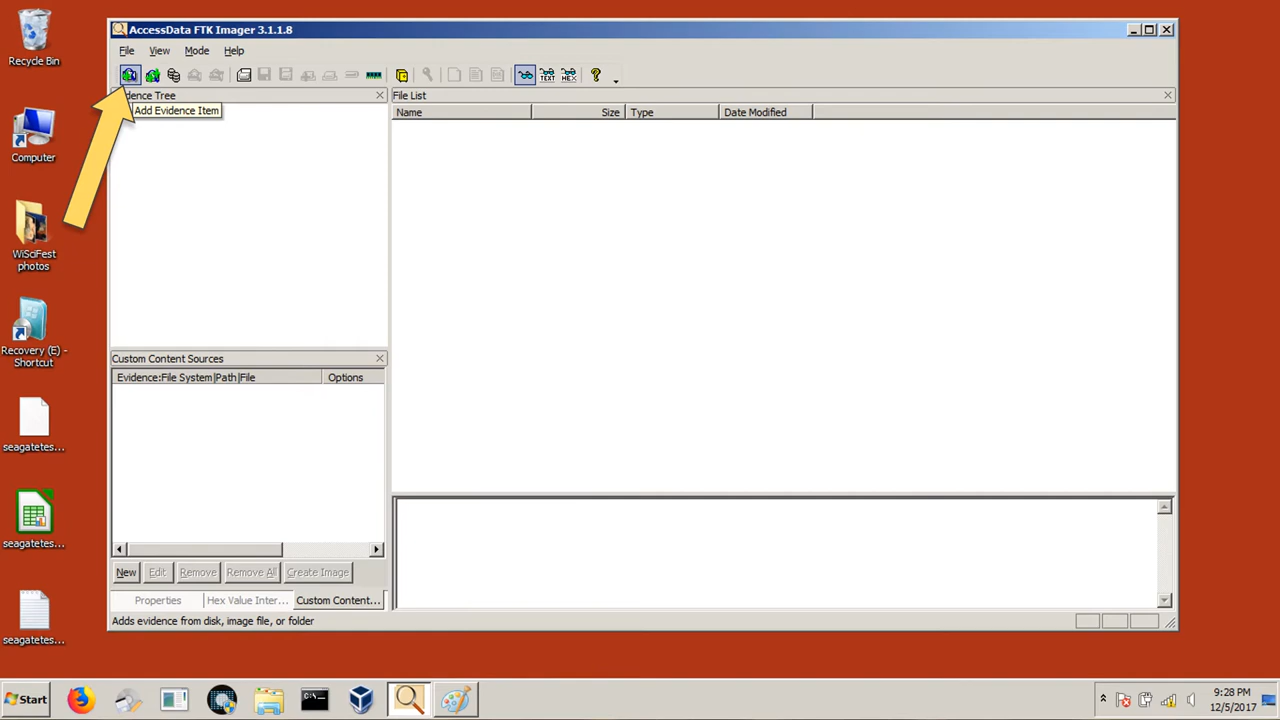 Recycle Bin
Computer
WiSciFest
photos
Recovery (E) -
Shortcut
seagatetes...
seagatetes...
seagatetes...
AccessData FTK Imager 3.1.1.8
File View Mode Help
TEXT HEX
dence Tree
Add Evidence Item
File List
Name Size Type Date Modified
Custom Content Sources
Evidence:File System|Path|File Options
New Edit Remove Remove All Create Image
Properties Hex Value Inter... Custom Content...
Adds evidence from disk, image file, or folder
Start
9:28 PM
12/5/2017